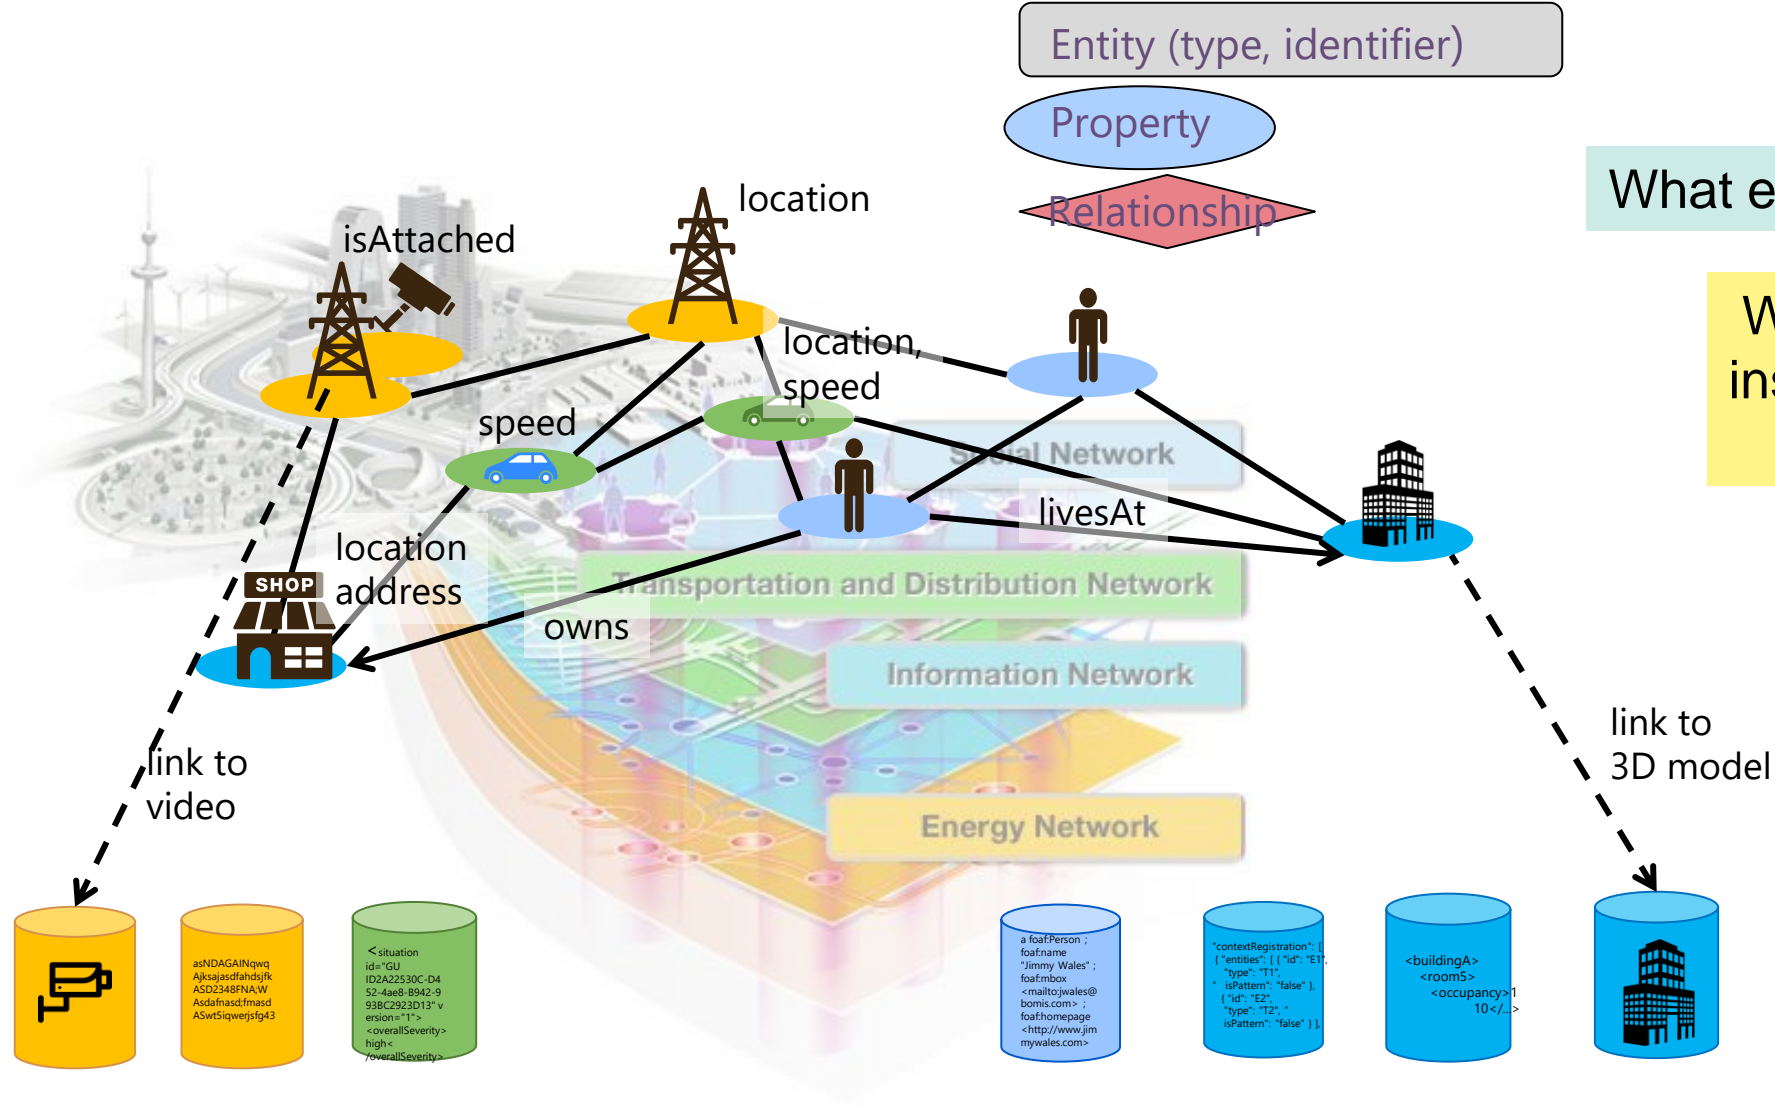 Entity (type, identifier)
Property
Relationship
What e
W
ins
location
isAttached
location,
speed
speed
Social Network
livesAt
location
address
SHOP
Transportation and Distribution Network
owns
Information Network
link to
3D model
link to
video
Energy Network
asNDAGAINqwq
Ajksajasdfahdsjfk
ASD2348FNA;W
Asdafnasd;fmasd
ASwt5iqwerjsfg43
<situation
id="GU
ID2A22530C-D4
52-4ae8-B942-9
93BC2923D13" v
ersion="1">
<overallSeverity>
high<
/overallSeverity>
a foaf:Person ;
foaf:name
"Jimmy Wales" ;
foaf:mbox
<mailto:jwales@
bomis.com> ;
foaf:homepage
<http://www.jim
mywales.com>
"contextRegistration": [
{ "entities": [ { "id": "E1",
"type": "T1",
" isPattern": "false" },
{ "id": "E2",
"type": "T2", "
isPattern": "false" } ],
<buildingA>
<room5>
<occupancy>1
10</...>